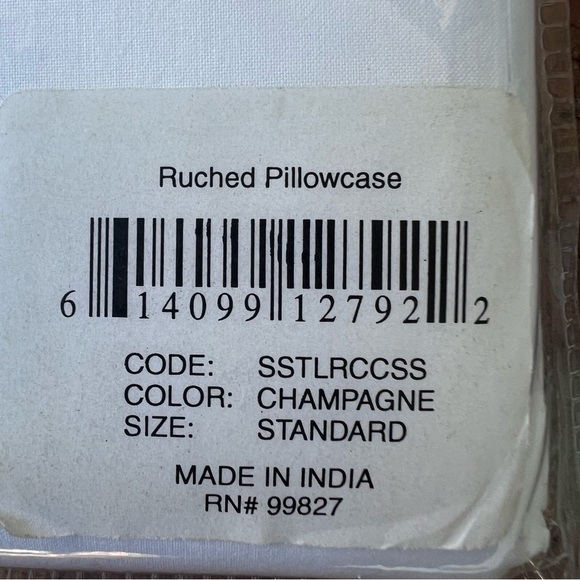 Ruched Pillowcase
6 14099 12792 2
CODE: SSTLRCCSS
COLOR: CHAMPAGNE
SIZE: STANDARD
MADE IN INDIA
RN# 99827